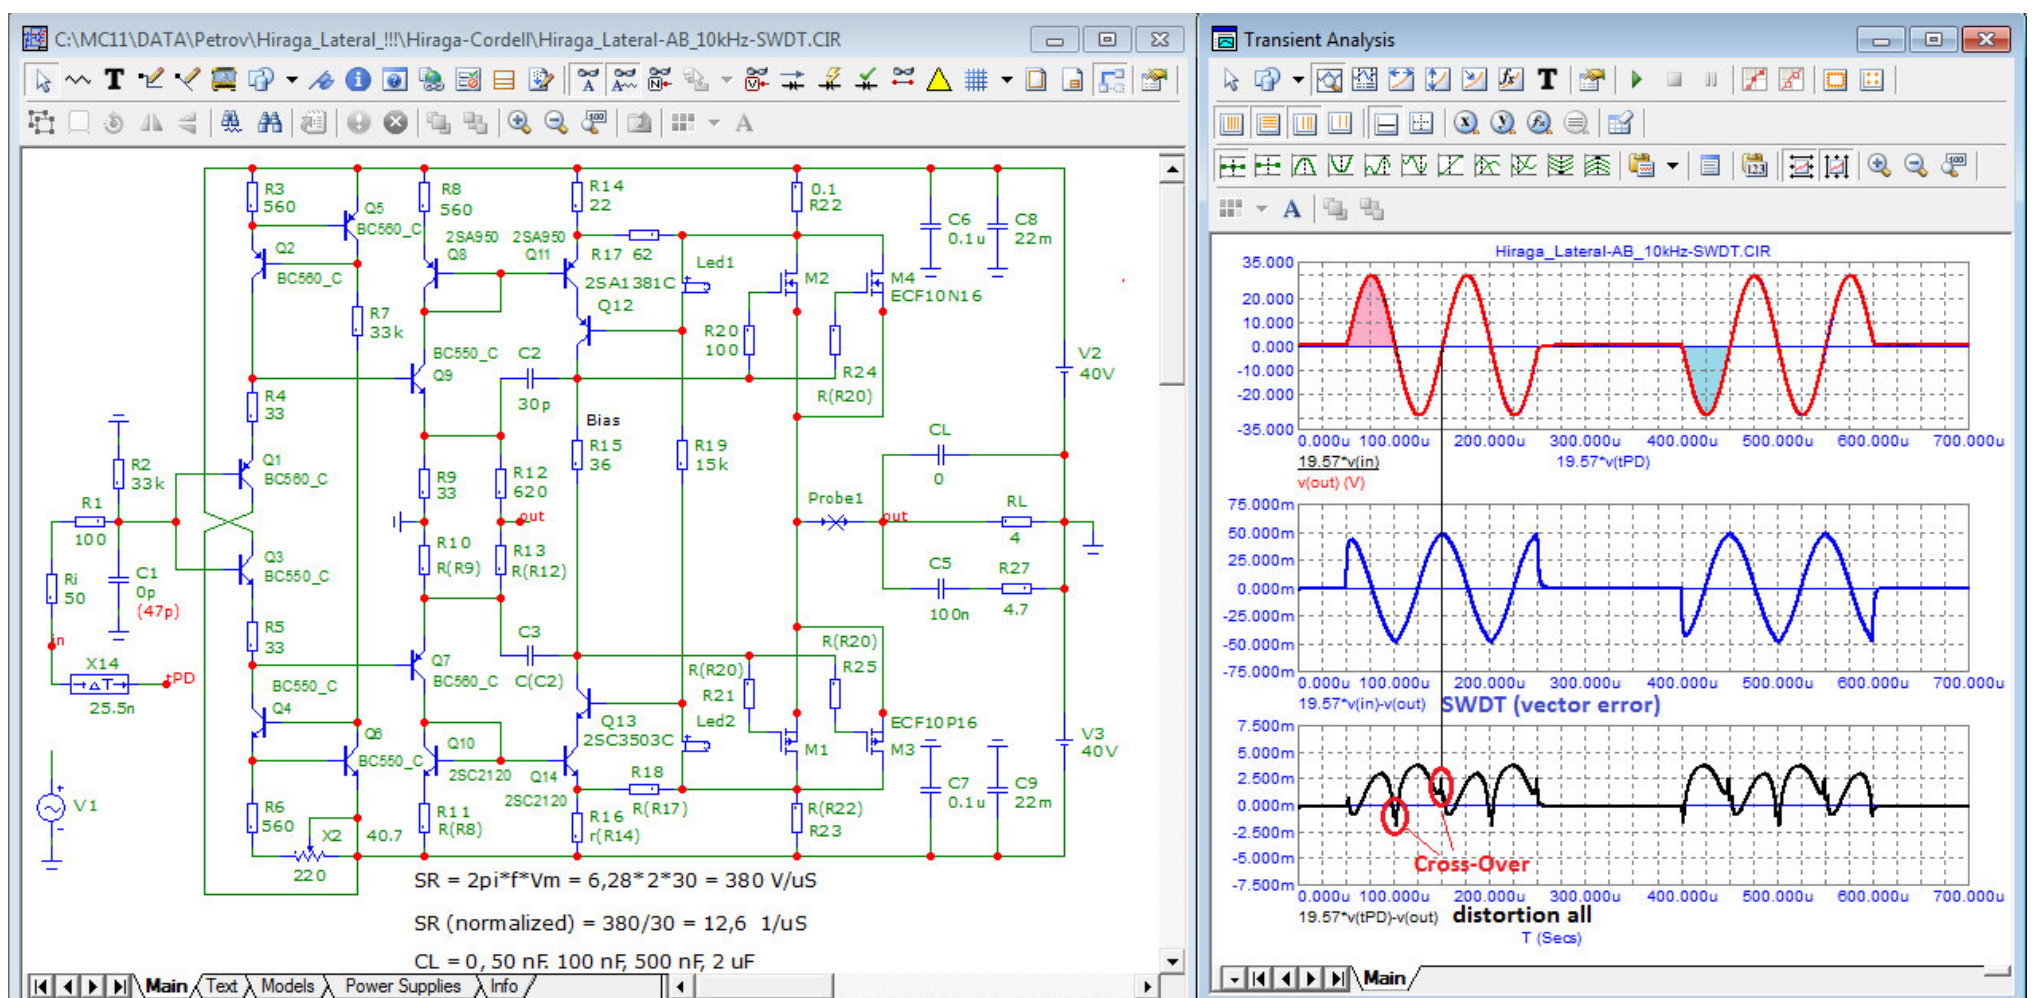 C:\MC11\DATA\Petrov\Hiraga_Lateral_!!!\Hiraga-Cordell\Hiraga_Lateral-AB_10kHz-SWDT.CIR
R3
560
Q5
BC560_C
Q2
BC560_C
R7
33k
R8
560
2SA950
Q8
2SA950
Q11
R14
22
R17 62
2SA1381C
Q12
Led1
0.1
R22
M2
M4
ECF10N16
C6
0.1u
C8
22m
R20
100
R24
R(R20)
V2
40V
BC550_C
Q9
C2
30p
R4
33
Bias
R15
36
R19
15k
CL
0
Q1
BC560_C
R2
33k
R1
100
R9
33
R12
620
out
Probe1
out
RL
4
R10
R(R9)
R13
R(R12)
Q3
BC550_C
Ri
50
C1
0p
(47p)
C5
100n
R27
4.7
in
R5
33
X14
tPD
25.5n
BC550_C
Q4
Q7
BC560_C
C3
C(C2)
R(R20)
R21
R(R20)
R25
Q13
2SC3503C
Led2
M1
ECF10P16
M3
V3
40V
Q6
BC550_C
Q10
2SC2120
Q14
2SC2120
R18
R(R17)
C7
0.1u
C9
22m
V1
R6
560
X2
40.7
220
R11
R(R8)
R16
r(R14)
R(R22)
R23
SR = 2pi*f*Vm = 6,28*2*30 = 380 V/uS
SR (normalized) = 380/30 = 12,6 1/uS
CL = 0, 50 nF. 100 nF, 500 nF, 2 uF
Main Text Models Power Supplies Info
Transient Analysis
Hiraga_Lateral-AB_10kHz-SWDT.CIR
35.000
20.000
10.000
0.000
-10.000
-20.000
-35.000
0.000u 100.000u 200.000u 300.000u 400.000u 500.000u 600.000u 700.000u
19.57*v(in)
19.57*v(tPD)
v(out) (V)
75.000m
50.000m
25.000m
0.000m
-25.000m
-50.000m
-75.000m
0.000u 100.000u 200.000u 300.000u 400.000u 500.000u 600.000u 700.000u
19.57*v(in)-v(out)
SWDT (vector error)
7.500m
5.000m
2.500m
0.000m
-2.500m
-5.000m
-7.500m
Cross-Over
0.000u 100.000u 200.000u 300.000u 400.000u 500.000u 600.000u 700.000u
19.57*v(tPD)-v(out)
distortion all
T (Secs)
Main